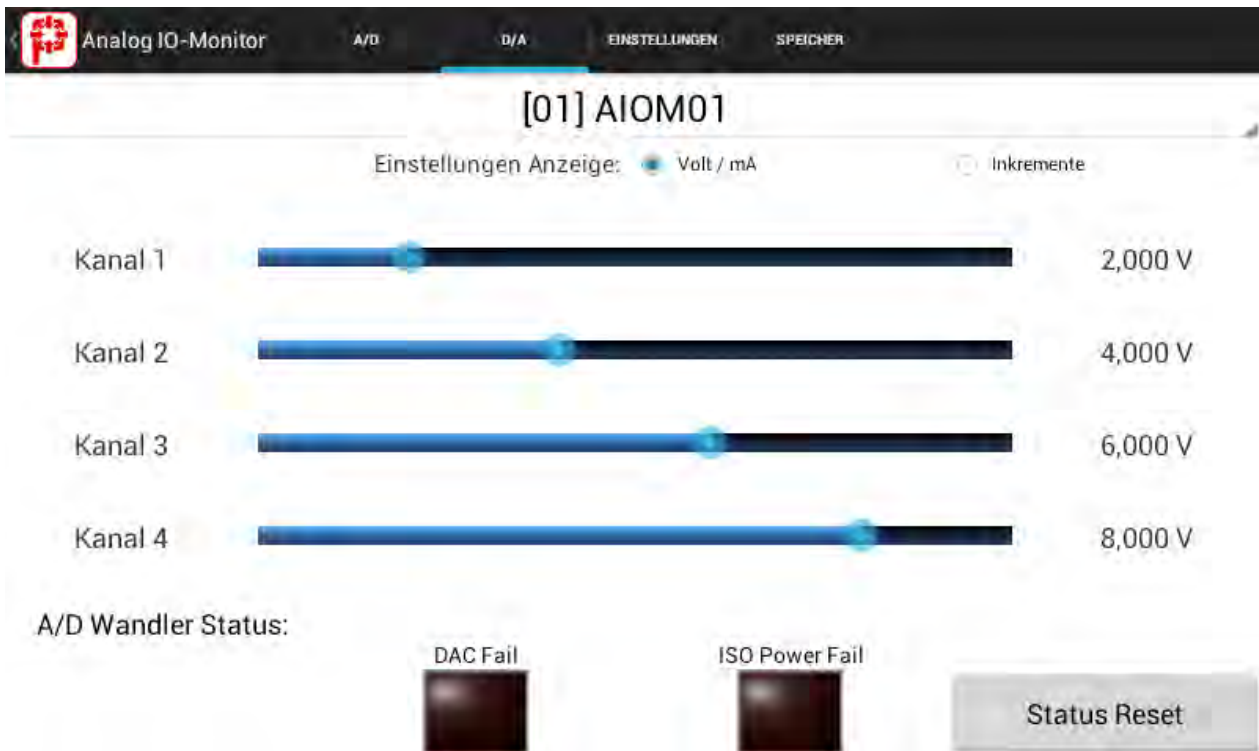 Analog IO-Monitor A/D D/A EINSTELLUNGEN SPEICHER
[01] AIOM01
Einstellungen Anzeige: Volt / mA Inkremente
Kanal 1 2,000 V
Kanal 2 4,000 V
Kanal 3 6,000 V
Kanal 4 8,000 V
A/D Wandler Status:
DAC Fail ISO Power Fail
Status Reset